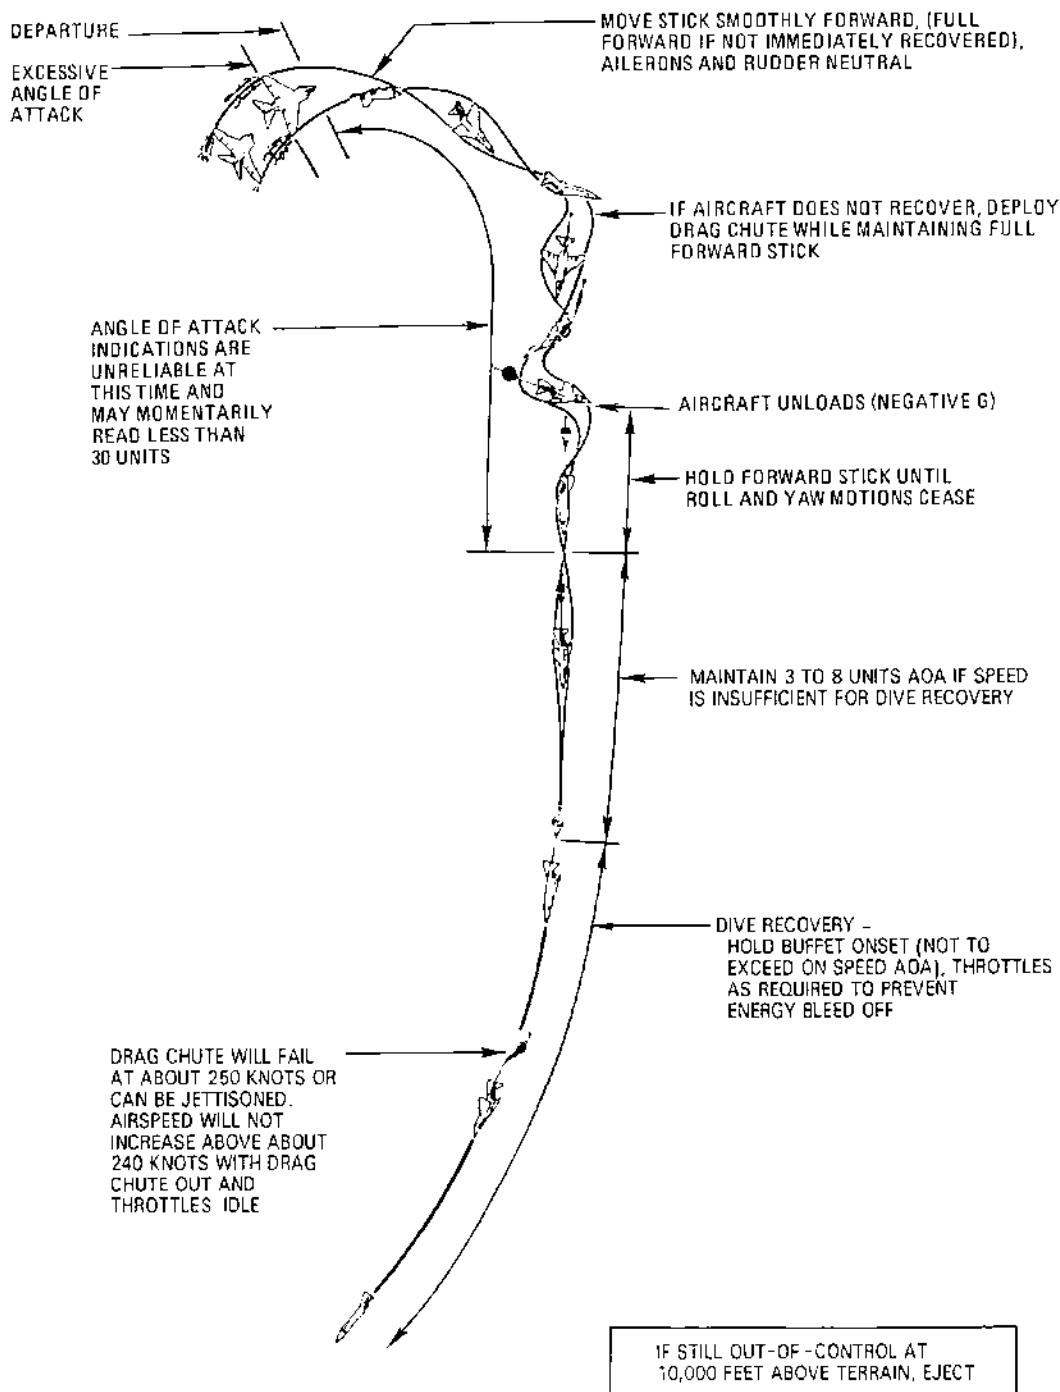 DEPARTURE
EXCESSIVE
ANGLE OF
ATTACK
MOVE STICK SMOOTHLY FORWARD, (FULL
FORWARD IF NOT IMMEDIATELY RECOVERED),
AILERONS AND RUDDER NEUTRAL
IF AIRCRAFT DOES NOT RECOVER, DEPLOY
DRAG CHUTE WHILE MAINTAINING FULL
FORWARD STICK
ANGLE OF ATTACK
INDICATIONS ARE
UNRELIABLE AT
THIS TIME AND
MAY MOMENTARILY
READ LESS THAN
30 UNITS
AIRCRAFT UNLOADS (NEGATIVE G)
HOLD FORWARD STICK UNTIL
ROLL AND YAW MOTIONS CEASE
MAINTAIN 3 TO 8 UNITS AOA IF SPEED
IS INSUFFICIENT FOR DIVE RECOVERY
DIVE RECOVERY –
HOLD BUFFET ONSET (NOT TO
EXCEED ON SPEED AOA), THROTTLES
AS REQUIRED TO PREVENT
ENERGY BLEED OFF
DRAG CHUTE WILL FAIL
AT ABOUT 250 KNOTS OR
CAN BE JETTISONED.
AIRSPEED WILL NOT
INCREASE ABOVE ABOUT
240 KNOTS WITH DRAG
CHUTE OUT AND
THROTTLES IDLE
IF STILL OUT-OF-CONTROL AT
10,000 FEET ABOVE TERRAIN, EJECT